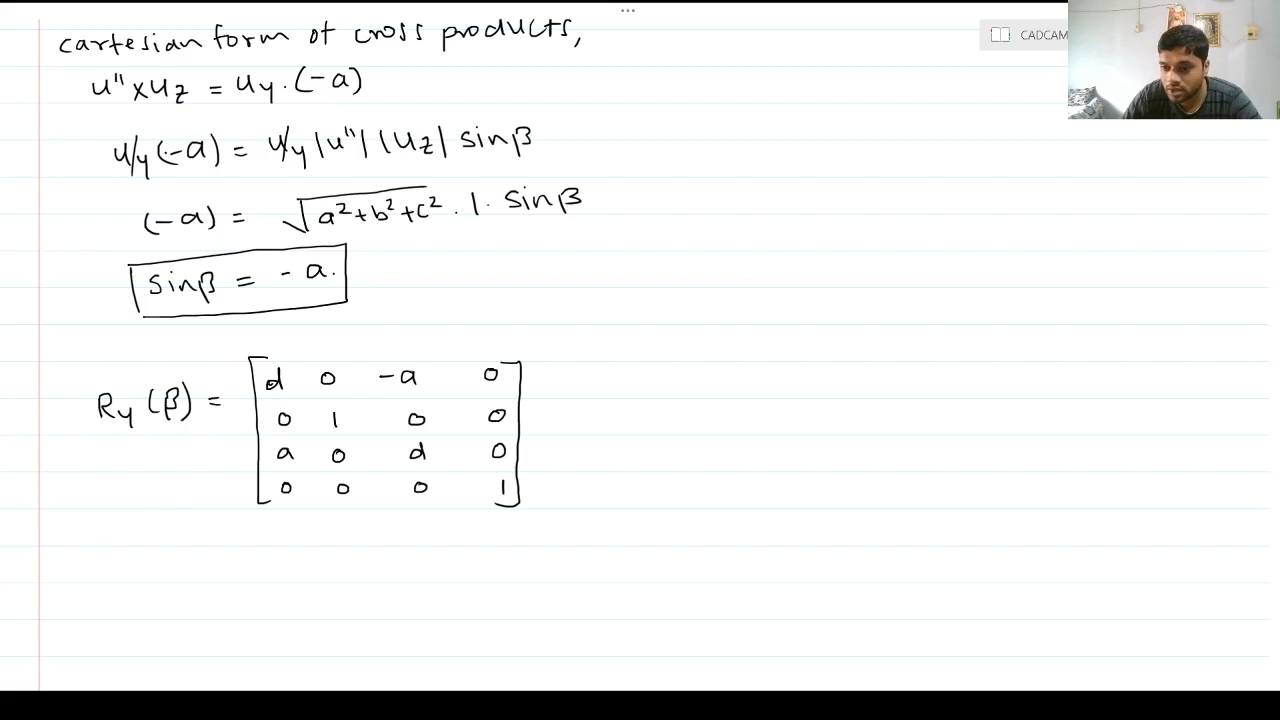 cartesian form of cross products,
CADCAM
u'' × uz = uy · (-a)
uy (-a) = uy |u''| |uz| sinβ
(-a) = √a²+b²+c² . 1 . sinβ
sinβ = - a.
Ry (β) =
d 0 -a 0
0 1 0 0
a 0 d 0
0 0 0 1